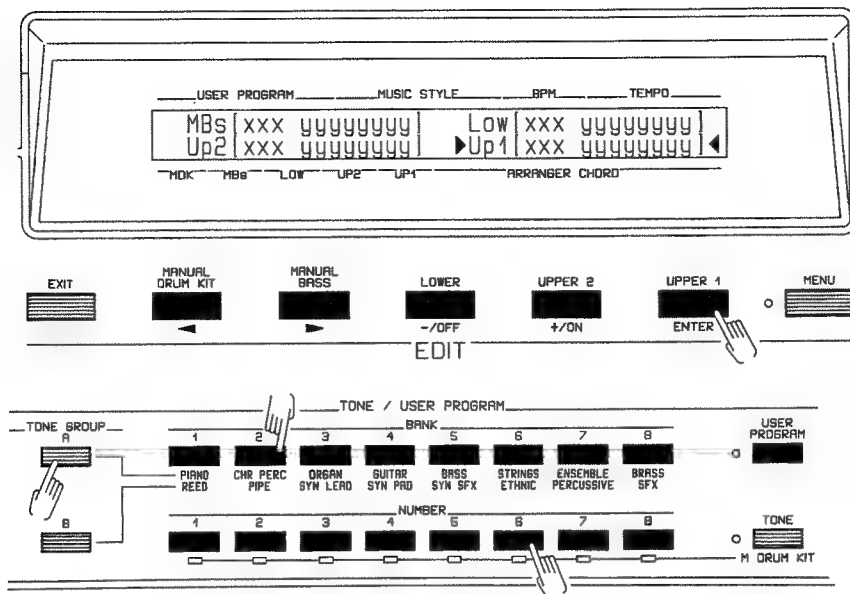 USER PROGRAM MUSIC STYLE BPM TEMPO
MBs [xxx yyyyyyyy] Low [xxx yyyyyyyy]
Up2 [xxx yyyyyyyy] ▶Up1 [xxx yyyyyyyy] ◀
MDK MBs LOW UP2 UP1 ARRANGER CHORD
EXIT MANUAL DRUM KIT MANUAL BASS LOWER UPPER 2 UPPER 1 MENU
◀ ▶ -/OFF +/ON ENTER
EDIT
TONE / USER PROGRAM
TONE GROUP BANK USER PROGRAM
A 1 2 3 4 5 6 7 8
PIANO CHR PERC ORGAN GUITAR BASS STRINGS ENSEMBLE BRASS
REED PIPE SYN LEAD SYN PAD SYN SFX ETHNIC PERCUSSIVE SFX
NUMBER
B 1 2 3 4 5 6 7 8 TONE
M DRUM KIT